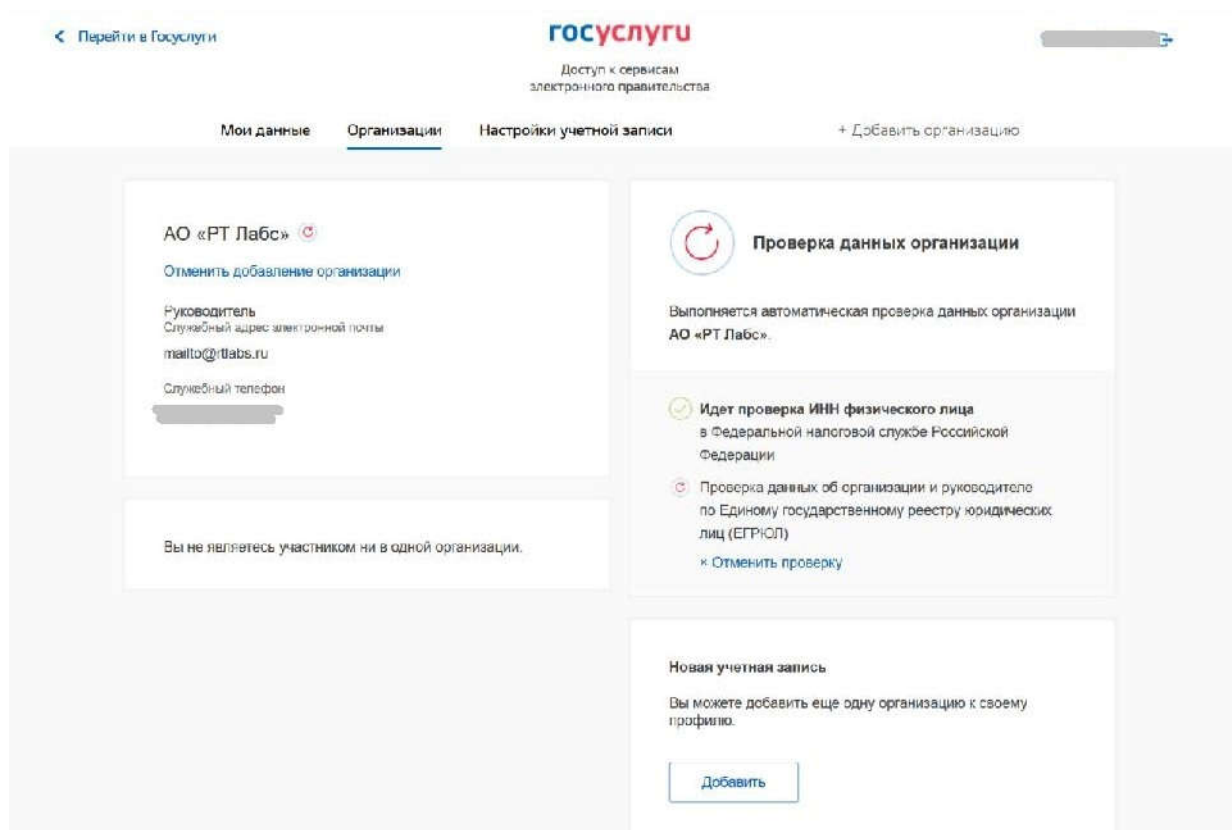 Перейти в Госуслуги
госуслуги
Доступ к сервисам
электронного правительства
Мои данные
Организации
Настройки учетной записи
+ Добавить организацию
АО «РТ Лабс»
Отменить добавление организации
Руководитель
Служебный адрес электронной почты
mailto@rtlabs.ru
Служебный телефон
Вы не являетесь участником ни в одной организации.
Проверка данных организации
Выполняется автоматическая проверка данных организации
АО «РТ Лабс».
Идет проверка ИНН физического лица
в Федеральной налоговой службе Российской
Федерации
Проверка данных об организации и руководителе
по Единому государственному реестру юридических
лиц (ЕГРЮЛ)
× Отменить проверку
Новая учетная запись
Вы можете добавить еще одну организацию к своему
профилю.
Добавить